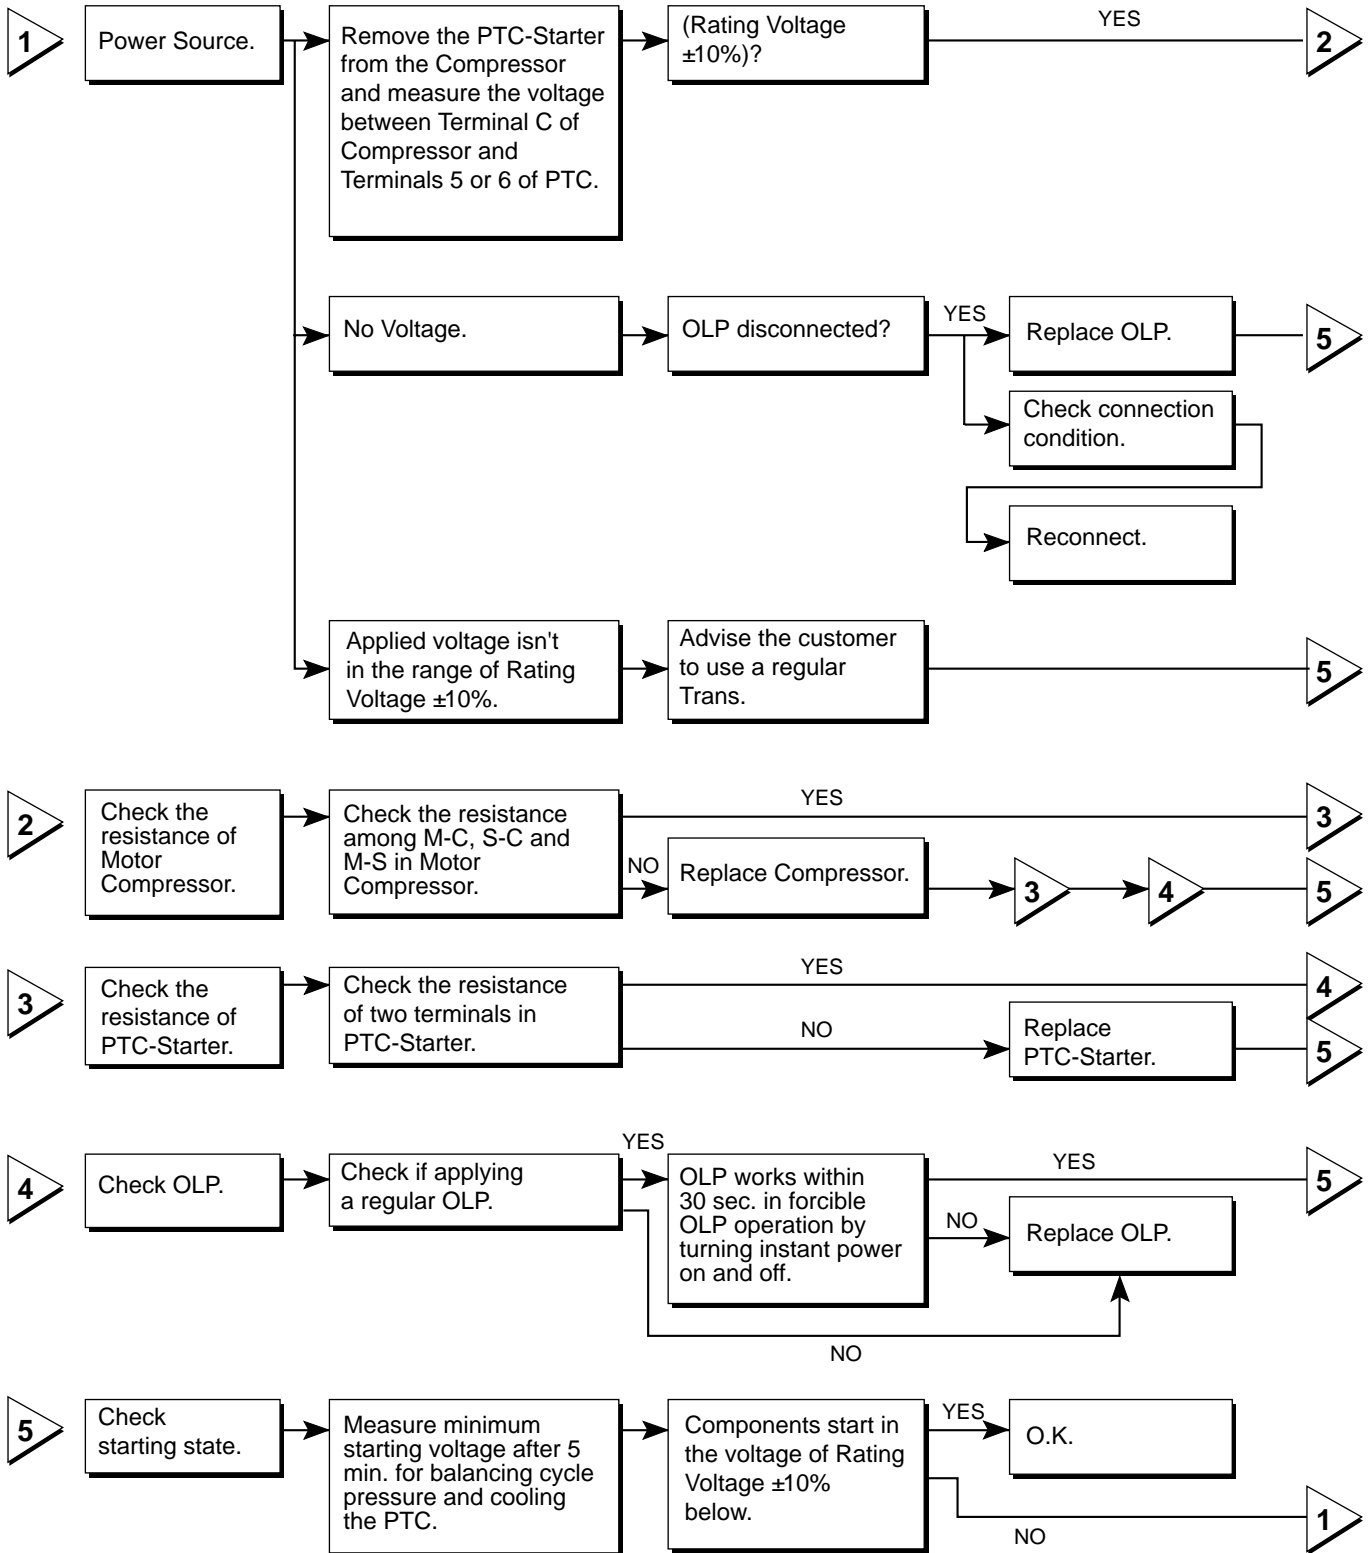 1
Power Source.
Remove the PTC-Starter
from the Compressor
and measure the voltage
between Terminal C of
Compressor and
Terminals 5 or 6 of PTC.
(Rating Voltage
±10%)?
YES
2
No Voltage.
OLP disconnected?
YES
Replace OLP.
5
Check connection
condition.
Reconnect.
Applied voltage isn't
in the range of Rating
Voltage ±10%.
Advise the customer
to use a regular
Trans.
5
2
Check the
resistance of
Motor
Compressor.
Check the resistance
among M-C, S-C and
M-S in Motor
Compressor.
YES
3
NO
Replace Compressor.
3
4
5
3
Check the
resistance of
PTC-Starter.
Check the resistance
of two terminals in
PTC-Starter.
YES
4
NO
Replace
PTC-Starter.
5
4
Check OLP.
Check if applying
a regular OLP.
YES
OLP works within
30 sec. in forcible
OLP operation by
turning instant power
on and off.
YES
5
NO
Replace OLP.
NO
5
Check
starting state.
Measure minimum
starting voltage after 5
min. for balancing cycle
pressure and cooling
the PTC.
Components start in
the voltage of Rating
Voltage ±10%
below.
YES
O.K.
NO
1